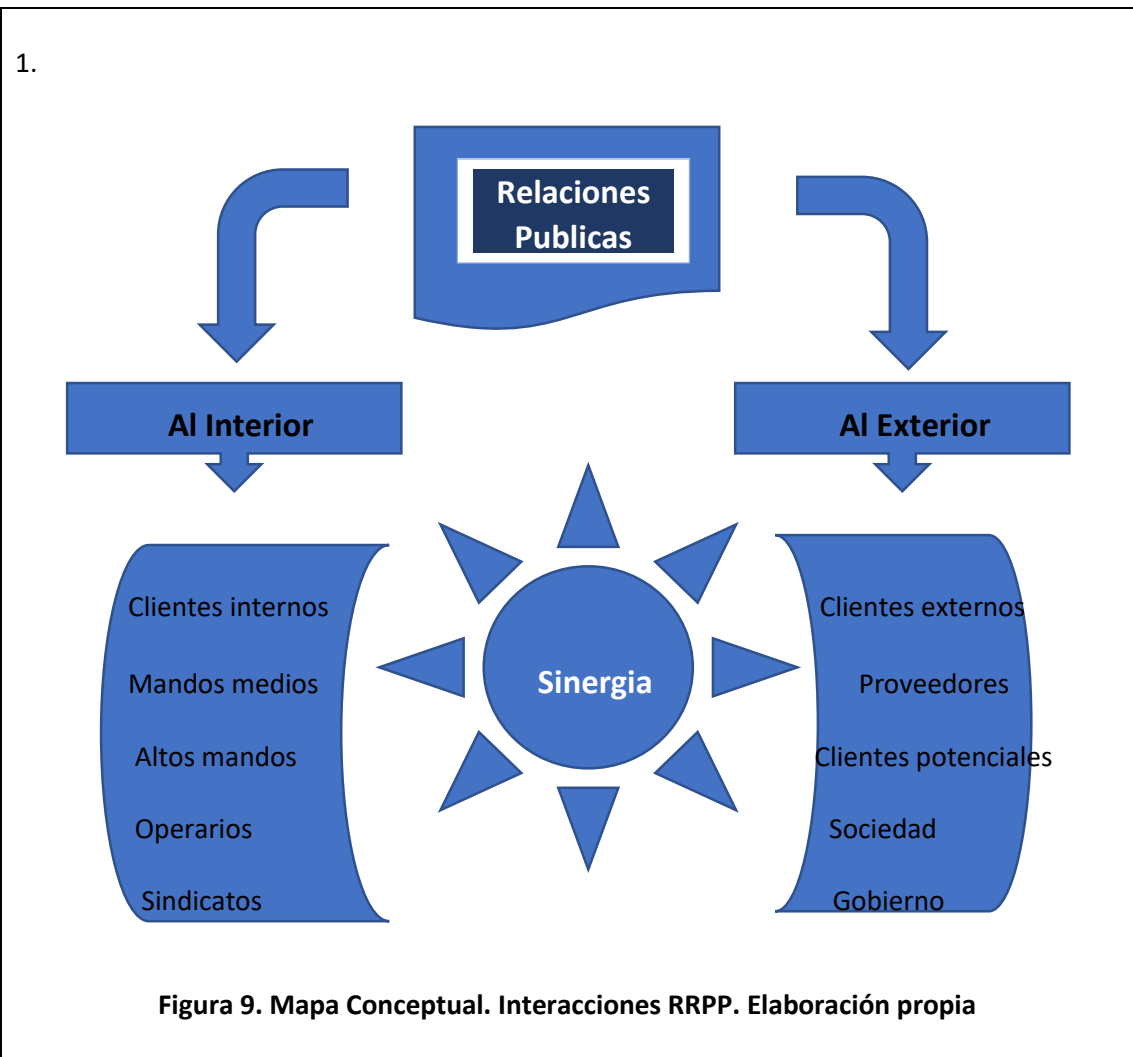 1.
Relaciones
Publicas
Al Interior
Al Exterior
Clientes internos
Mandos medios
Altos mandos
Operarios
Sindicatos
Sinergia
Clientes externos
Proveedores
Clientes potenciales
Sociedad
Gobierno
Figura 9. Mapa Conceptual. Interacciones RRPP. Elaboración propia